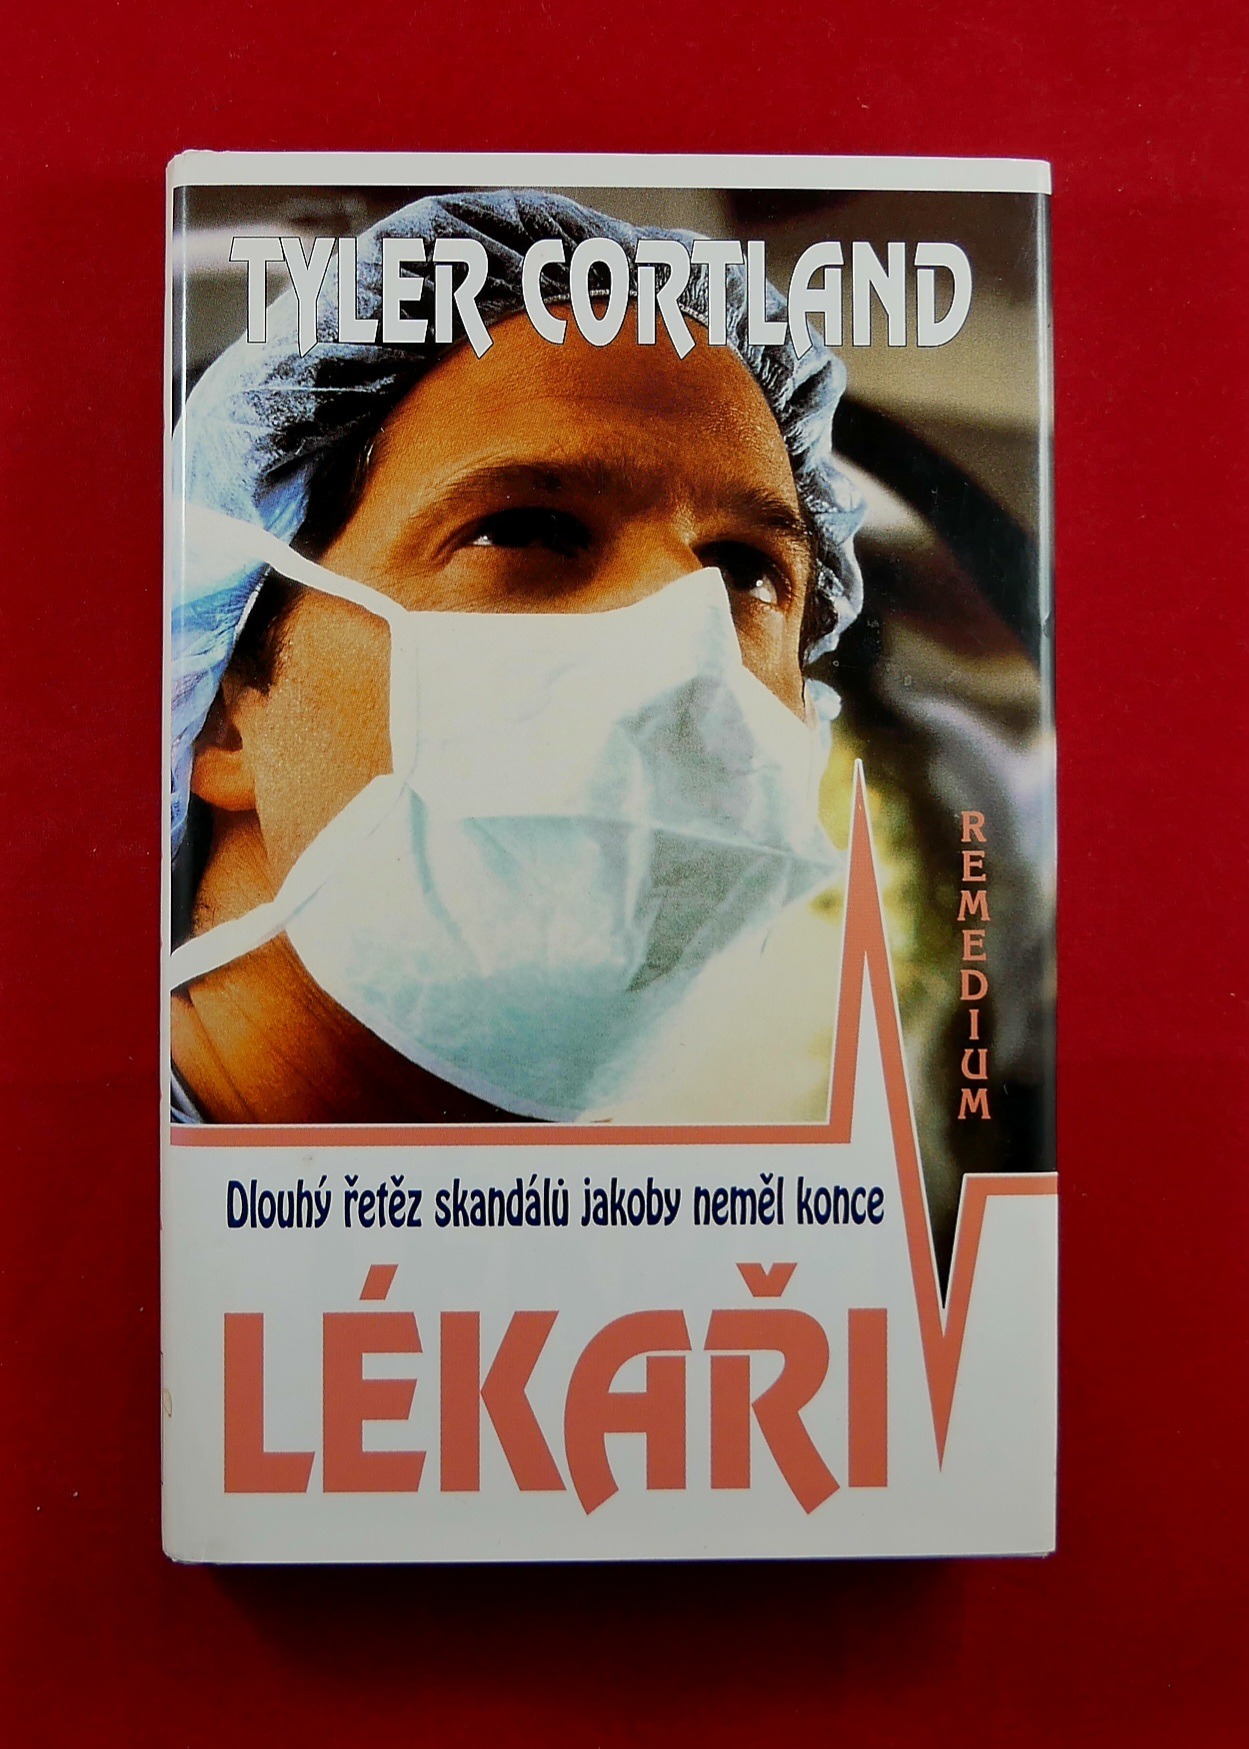 TYLER CORTLAND
REMEDIUM
Dlouhý řetěz skandálů jakoby neměl konce
LÉKAŘI